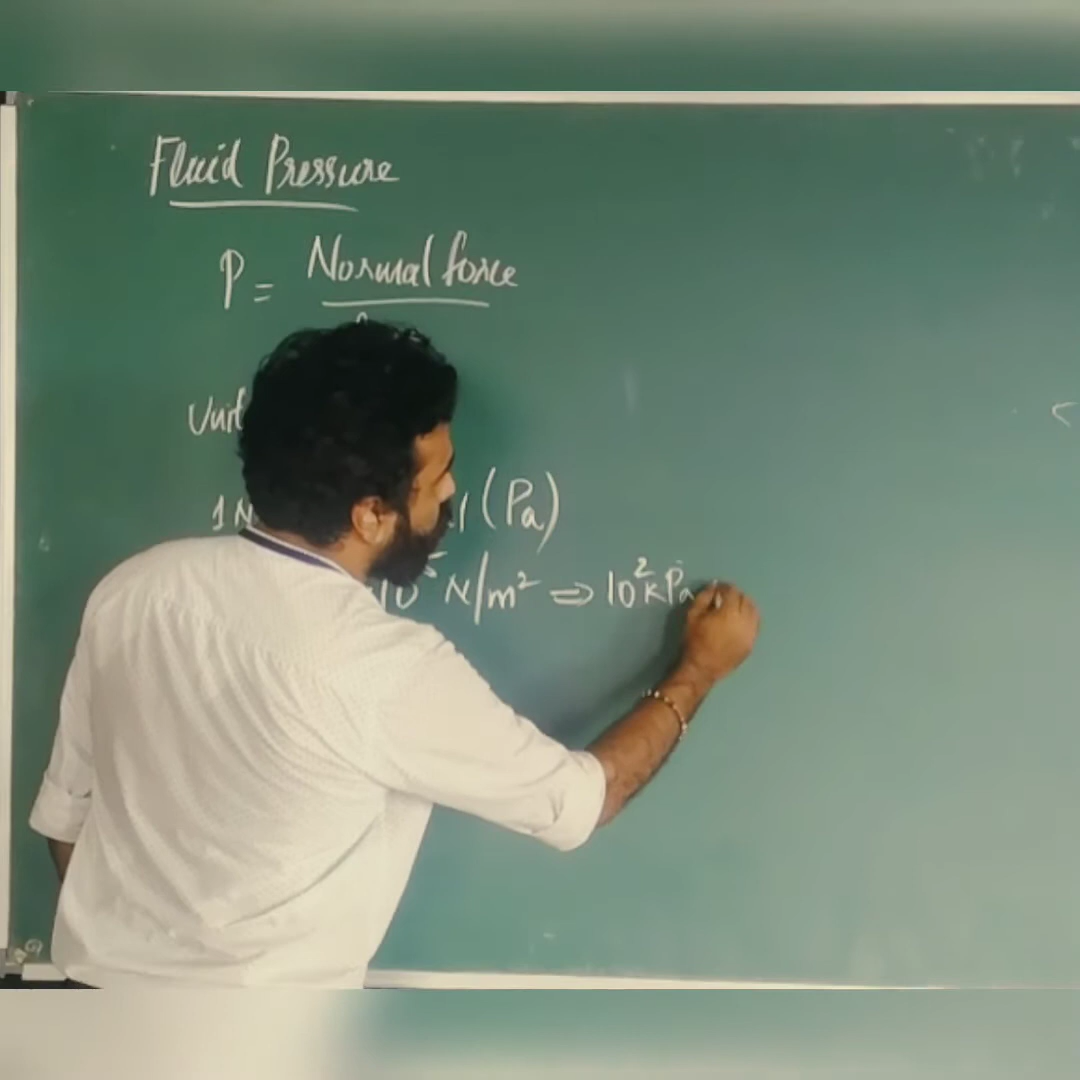 Fluid Pressure
P = Normal force
Unit
1 N (Pa)
10⁵ N/m² ⇒ 10² kPa